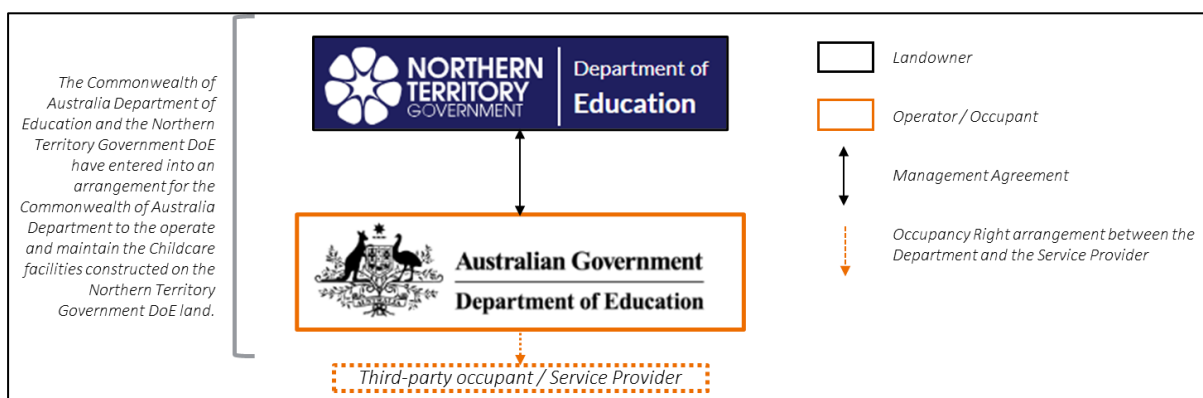 The Commonwealth of
Australia Department of
Education and the Northern
Territory Government DoE
have entered into an
arrangement for the
Commonwealth of Australia
Department to the operate
and maintain the Childcare
facilities constructed on the
Northern Territory
Government DoE land.
NORTHERN
TERRITORY
GOVERNMENT
Department of
Education
AUSTRALIA
Australian Government
Department of Education
Third-party occupant / Service Provider
Landowner
Operator / Occupant
Management Agreement
Occupancy Right arrangement between the
Department and the Service Provider